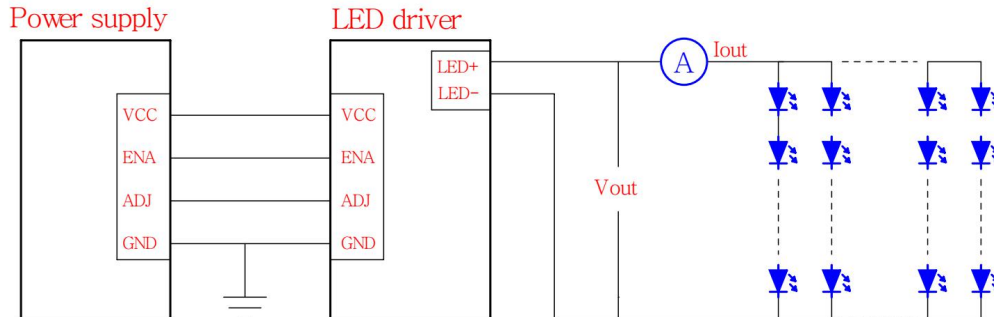 Power supply
LED driver
LED+
LED-
A
Iout
VCC
VCC
ENA
ENA
ADJ
ADJ
GND
GND
Vout